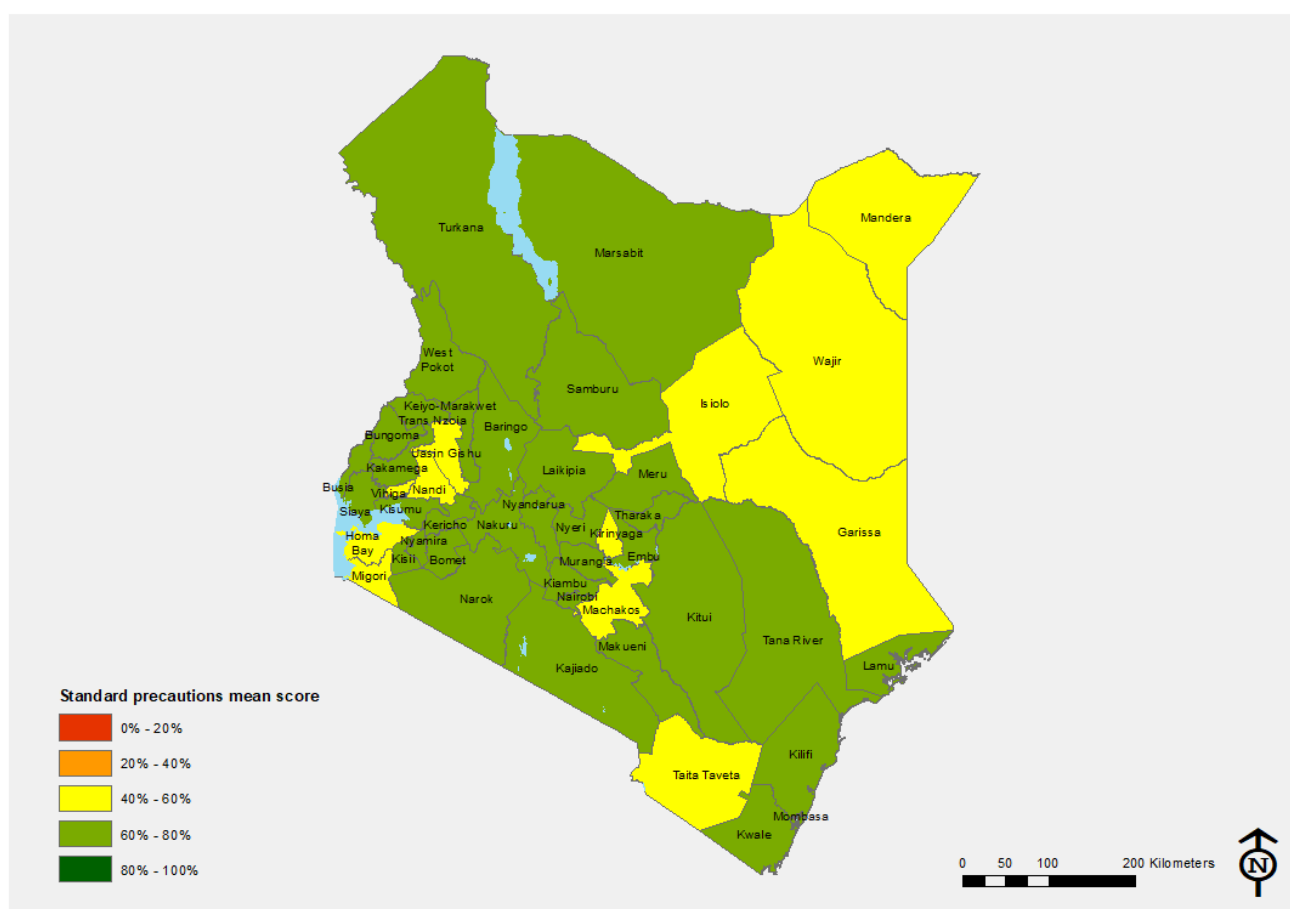 Mandera
Turkana
Marsabit
West
Pokot
Wajir
Samburu
Isiolo
Keiyo-Marakwet
Trans Nzoia
Baringo
Bungoma
Uasin Gishu
Kakamega
Laikipia
Meru
Busia
Vihiga
Nandi
Siaya
Kisumu
Nyandarua
Tharaka
Kericho
Nakuru
Nyeri
Kirinyaga
Garissa
Homa
Bay
Nyamira
Kisii
Bomet
Muranga
Embu
Migori
Kiambu
Narok
Nairobi
Machakos
Kitui
Tana River
Makueni
Kajiado
Lamu
Standard precautions mean score
0% - 20%
20% - 40%
40% - 60%
60% - 80%
80% - 100%
Kilifi
Taita Taveta
Mombasa
Kwale
0 50 100 200 Kilometers
N